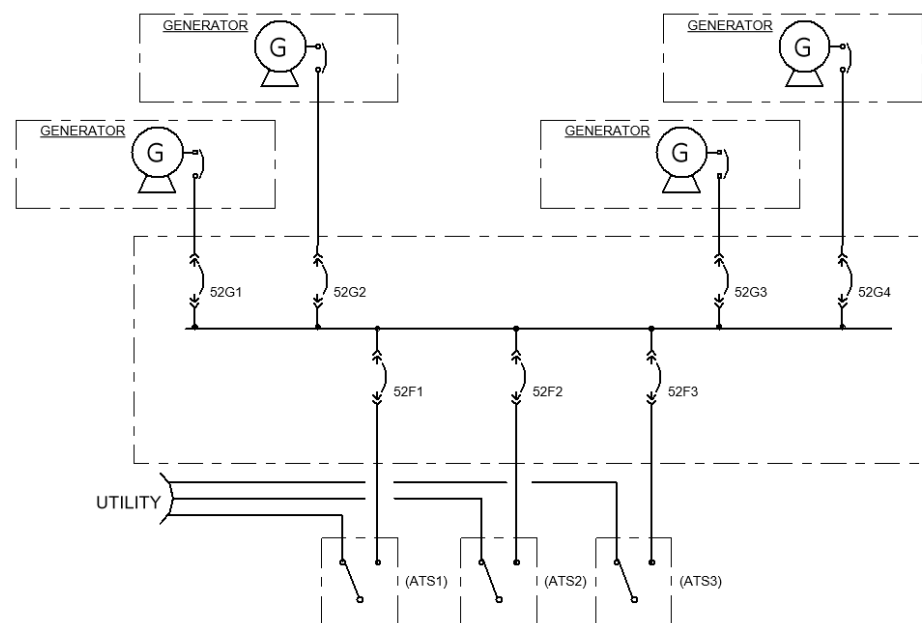 GENERATOR
G
GENERATOR
G
GENERATOR
G
GENERATOR
G
52G1
52G2
52G3
52G4
52F1
52F2
52F3
UTILITY
(ATS1)
(ATS2)
(ATS3)